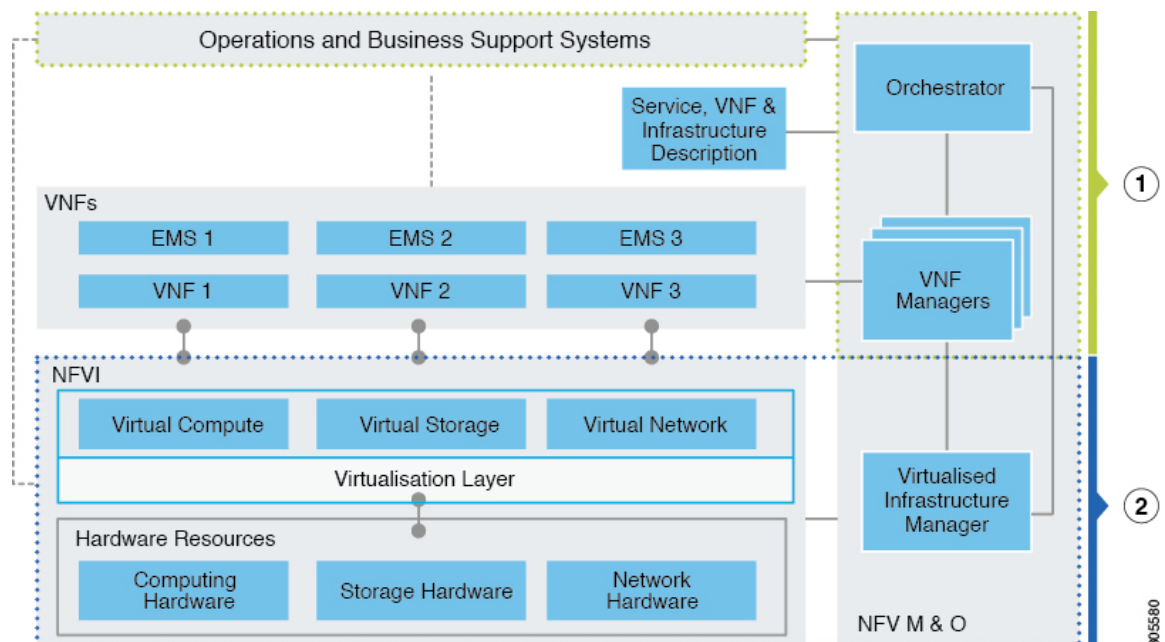 Operations and Business Support Systems
Orchestrator
Service, VNF &
Infrastructure
Description
1
VNFs
EMS 1
EMS 2
EMS 3
VNF 1
VNF 2
VNF 3
VNF
Managers
NFVI
Virtual Compute
Virtual Storage
Virtual Network
Virtualisation Layer
Virtualised
Infrastructure
Manager
2
Hardware Resources
Computing
Hardware
Storage Hardware
Network
Hardware
NFV M & O